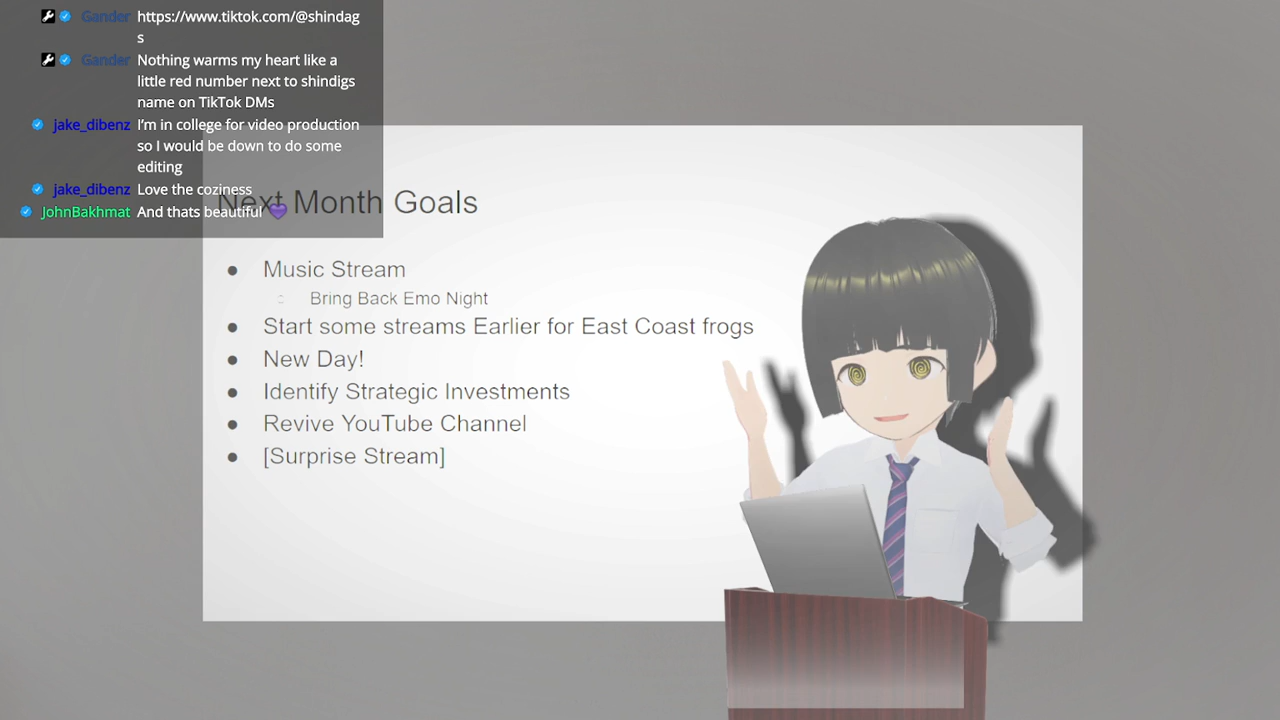 Gander https://www.tiktok.com/@shindag
s
Gander Nothing warms my heart like a
little red number next to shindigs
name on TikTok DMs
jake_dibenz I’m in college for video production
so I would be down to do some
editing
jake_dibenz Love the coziness
JohnBakhmat And thats beautiful 💜
Next Month Goals
● Music Stream
○ Bring Back Emo Night
● Start some streams Earlier for East Coast frogs
● New Day!
● Identify Strategic Investments
● Revive YouTube Channel
● [Surprise Stream]